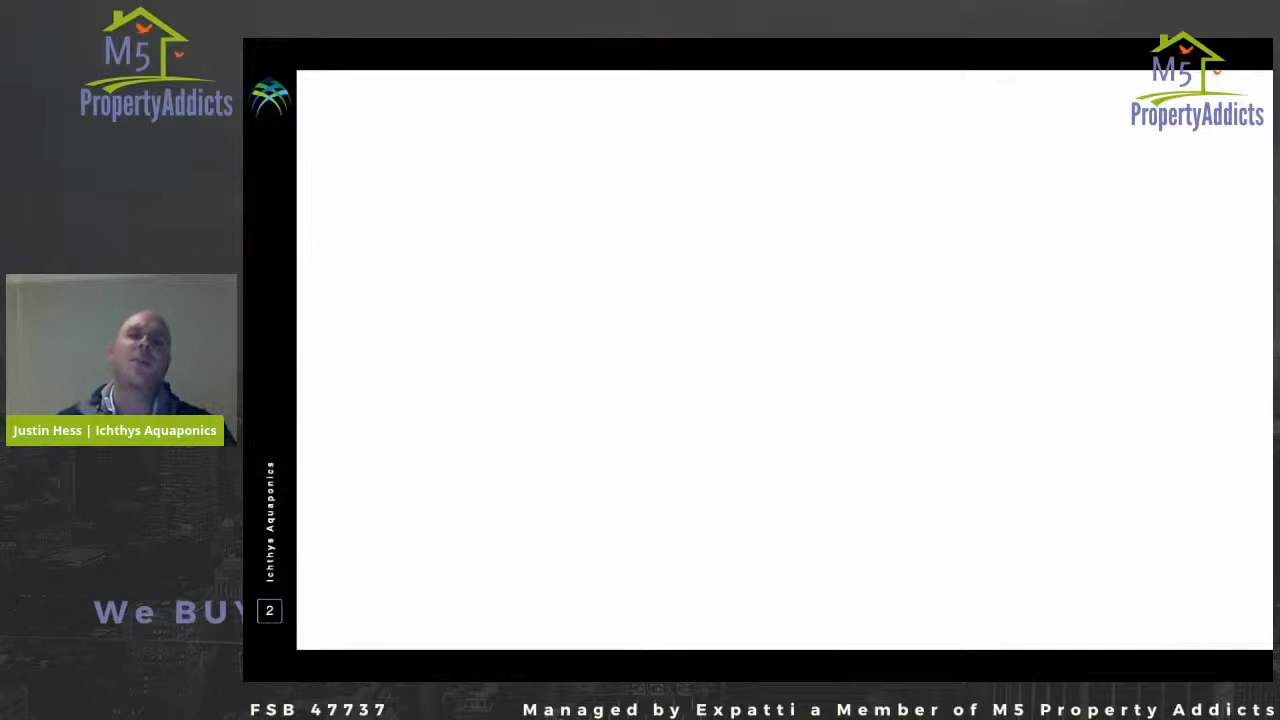 M5
PropertyAddicts
M5
PropertyAddicts
Justin Hess | Ichthys Aquaponics
Ichthys Aquaponics
We BUY
2
FSB 47737
Managed by Expatti a Member of M5 Property Addicts